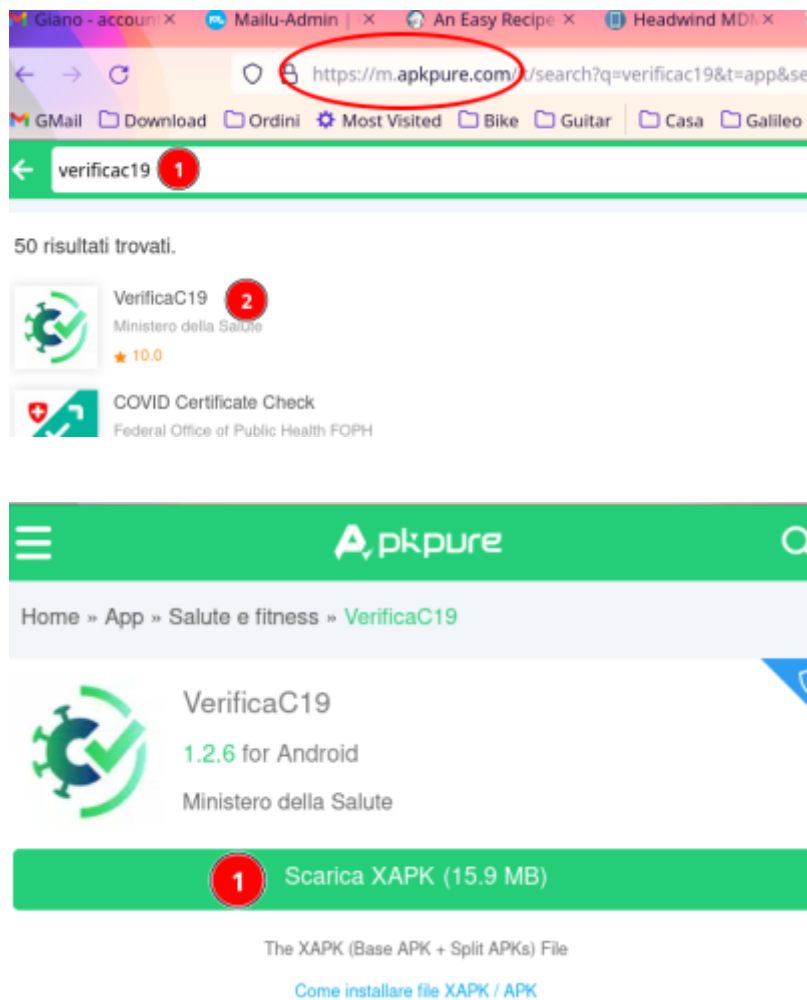 Giano - accoun
Mailu-Admin |
An Easy Recipe
Headwind MDM
https://m.apkpure.com/ /search?q=verificac19&t=app&se
GMail Download Ordini Most Visited Bike Guitar Casa Galileo
verificac19 1
50 risultati trovati.
VerificaC19 2
Ministero della Salute
10.0
COVID Certificate Check
Federal Office of Public Health FOPH
Apkpure
Home » App » Salute e fitness » VerificaC19
VerificaC19
1.2.6 for Android
Ministero della Salute
1 Scarica XAPK (15.9 MB)
The XAPK (Base APK + Split APKs) File
Come installare file XAPK / APK